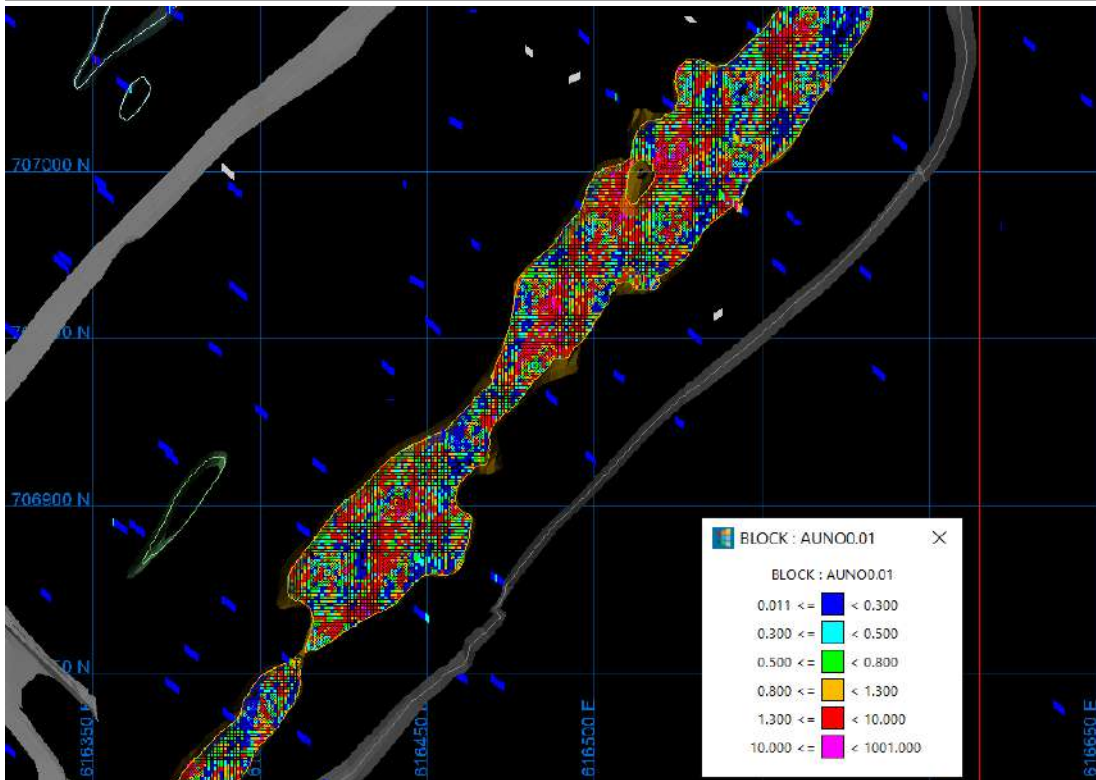 707000 N
706900 N
616350 E
616450 E
616500 E
BLOCK : AUNO0.01
BLOCK : AUNO0.01
0.011 <= < 0.300
0.300 <= < 0.500
0.500 <= < 0.800
0.800 <= < 1.300
1.300 <= < 10.000
10.000 <= < 1001.000